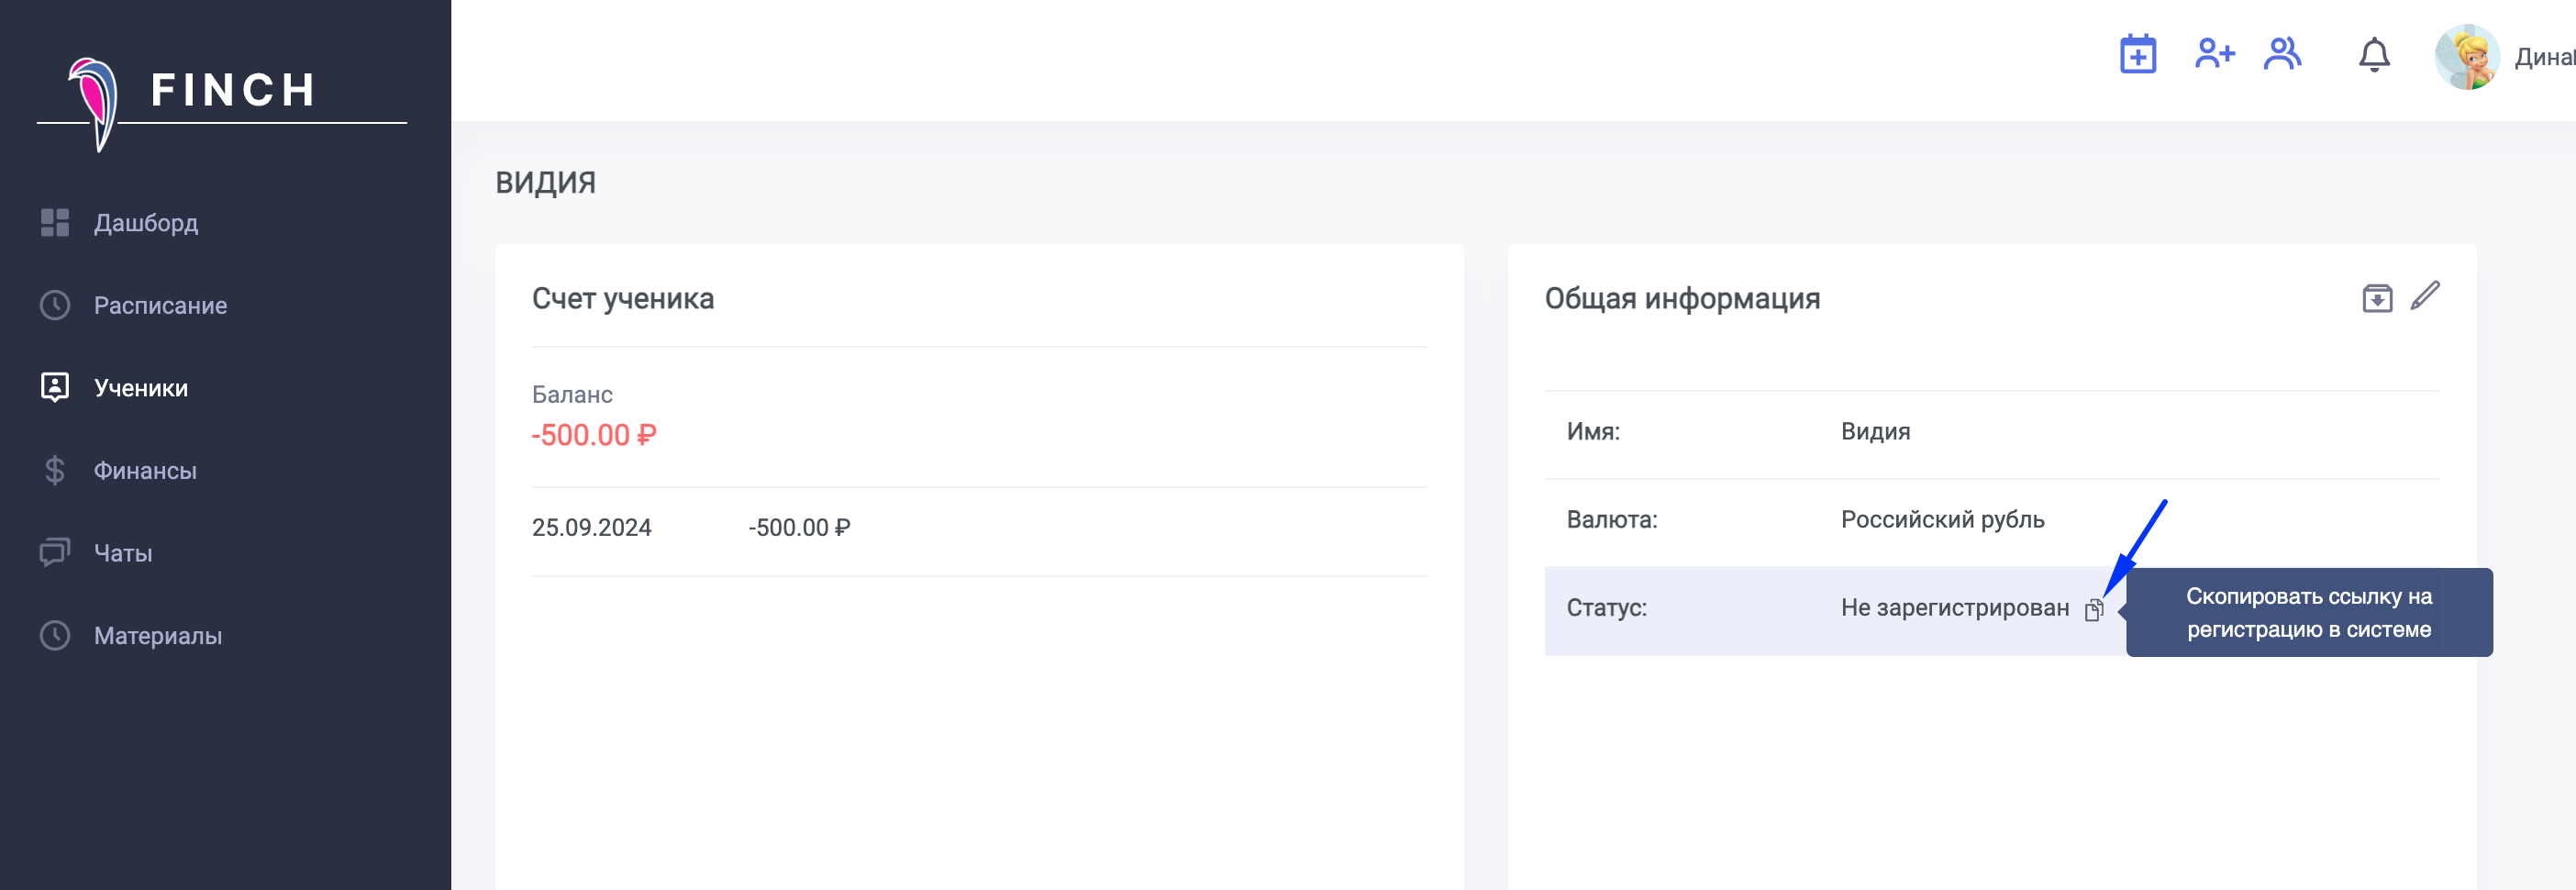 FINCH
Дашборд
Расписание
Ученики
Финансы
Чаты
Материалы
Дина
ВИДИЯ
Счет ученика
Баланс
-500.00 ₽
25.09.2024 -500.00 ₽
Общая информация
Имя: Видия
Валюта: Российский рубль
Статус: Не зарегистрирован
Скопировать ссылку на
регистрацию в системе